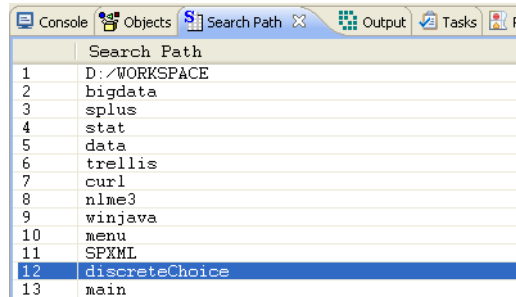 Console Objects Search Path Output Tasks
Search Path
1 D:/WORKSPACE
2 bigdata
3 splus
4 stat
5 data
6 trellis
7 curl
8 nlme3
9 winjava
10 menu
11 SPXML
12 discreteChoice
13 main